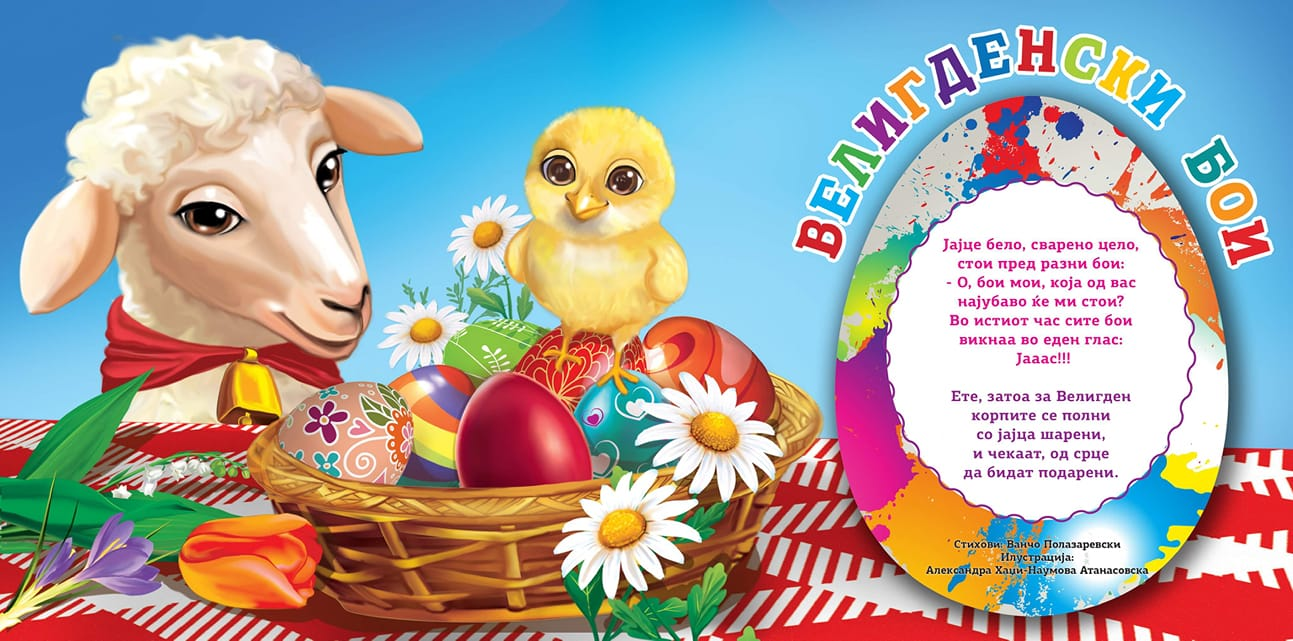 ВЕЛИГДЕНСКИ БОИ
Јајце бело, сварено цело,
стои пред разни бои:
- О, бои мои, која од вас
најубаво ќе ми стои?
Во истиот час сите бои
викнаа во еден глас:
Јааас!!!
Ете, затоа за Велигден
корпите се полни
со јајца шарени,
и чекаат, од срце
да бидат подарени.
Стихови: Ванчо Полазаревски
Илустрација:
Александра Хаџи-Наумова Атанасовска